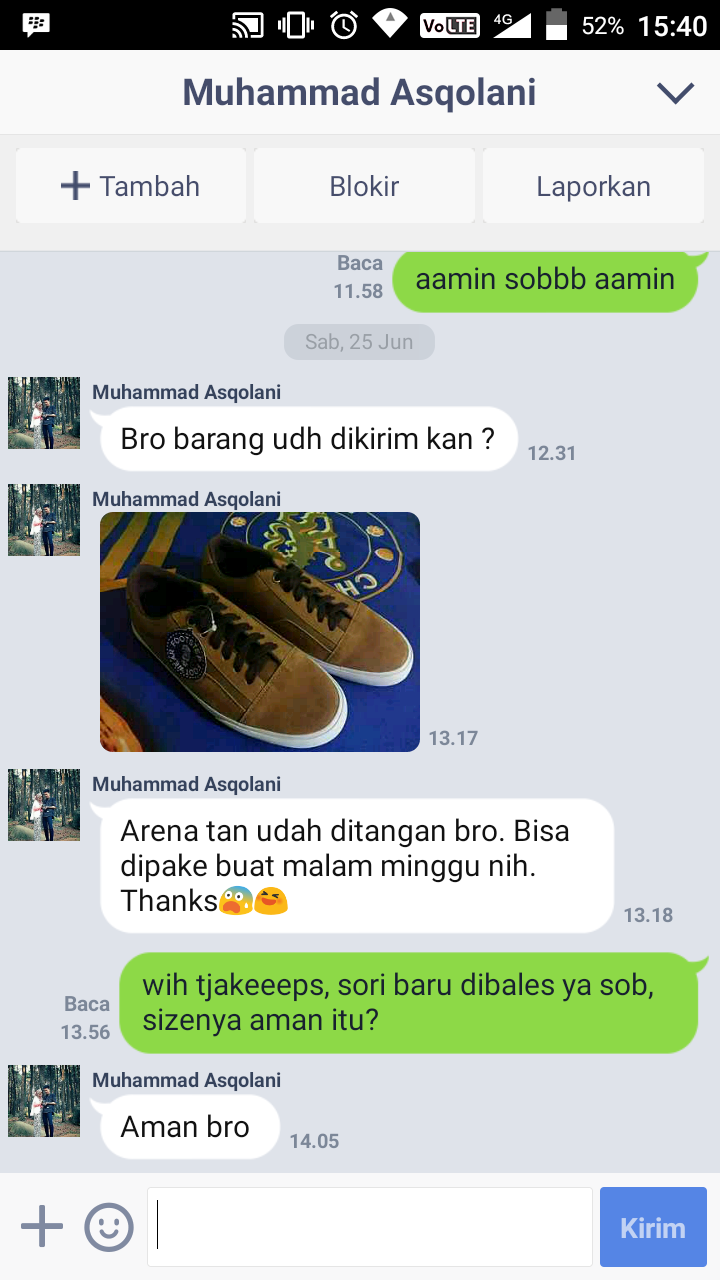 VoLTE 4G 52% 15:40
Muhammad Asqolani
Tambah Blokir Laporkan
aamin sobbb aamin
Baca
11.58
Sab, 25 Jun
Muhammad Asqolani
Bro barang udh dikirim kan ?
12.31
Muhammad Asqolani
CH
13.17
Muhammad Asqolani
Arena tan udah ditangan bro. Bisa
dipake buat malam minggu nih.
Thanks😰😆
13.18
wih tjakeeeps, sori baru dibales ya sob,
sizenya aman itu?
Baca
13.56
Muhammad Asqolani
Aman bro
14.05
Kirim